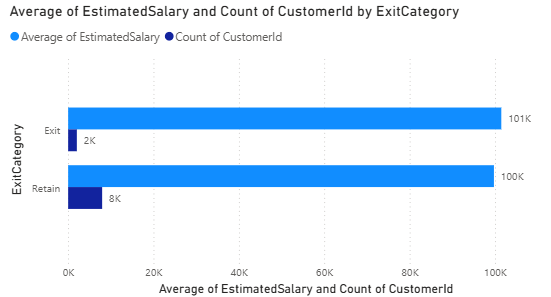 Average of EstimatedSalary and Count of CustomerId by ExitCategory
Average of EstimatedSalary Count of CustomerId
ExitCategory
Exit
101K
2K
Retain
100K
8K
0K 20K 40K 60K 80K 100K
Average of EstimatedSalary and Count of CustomerId